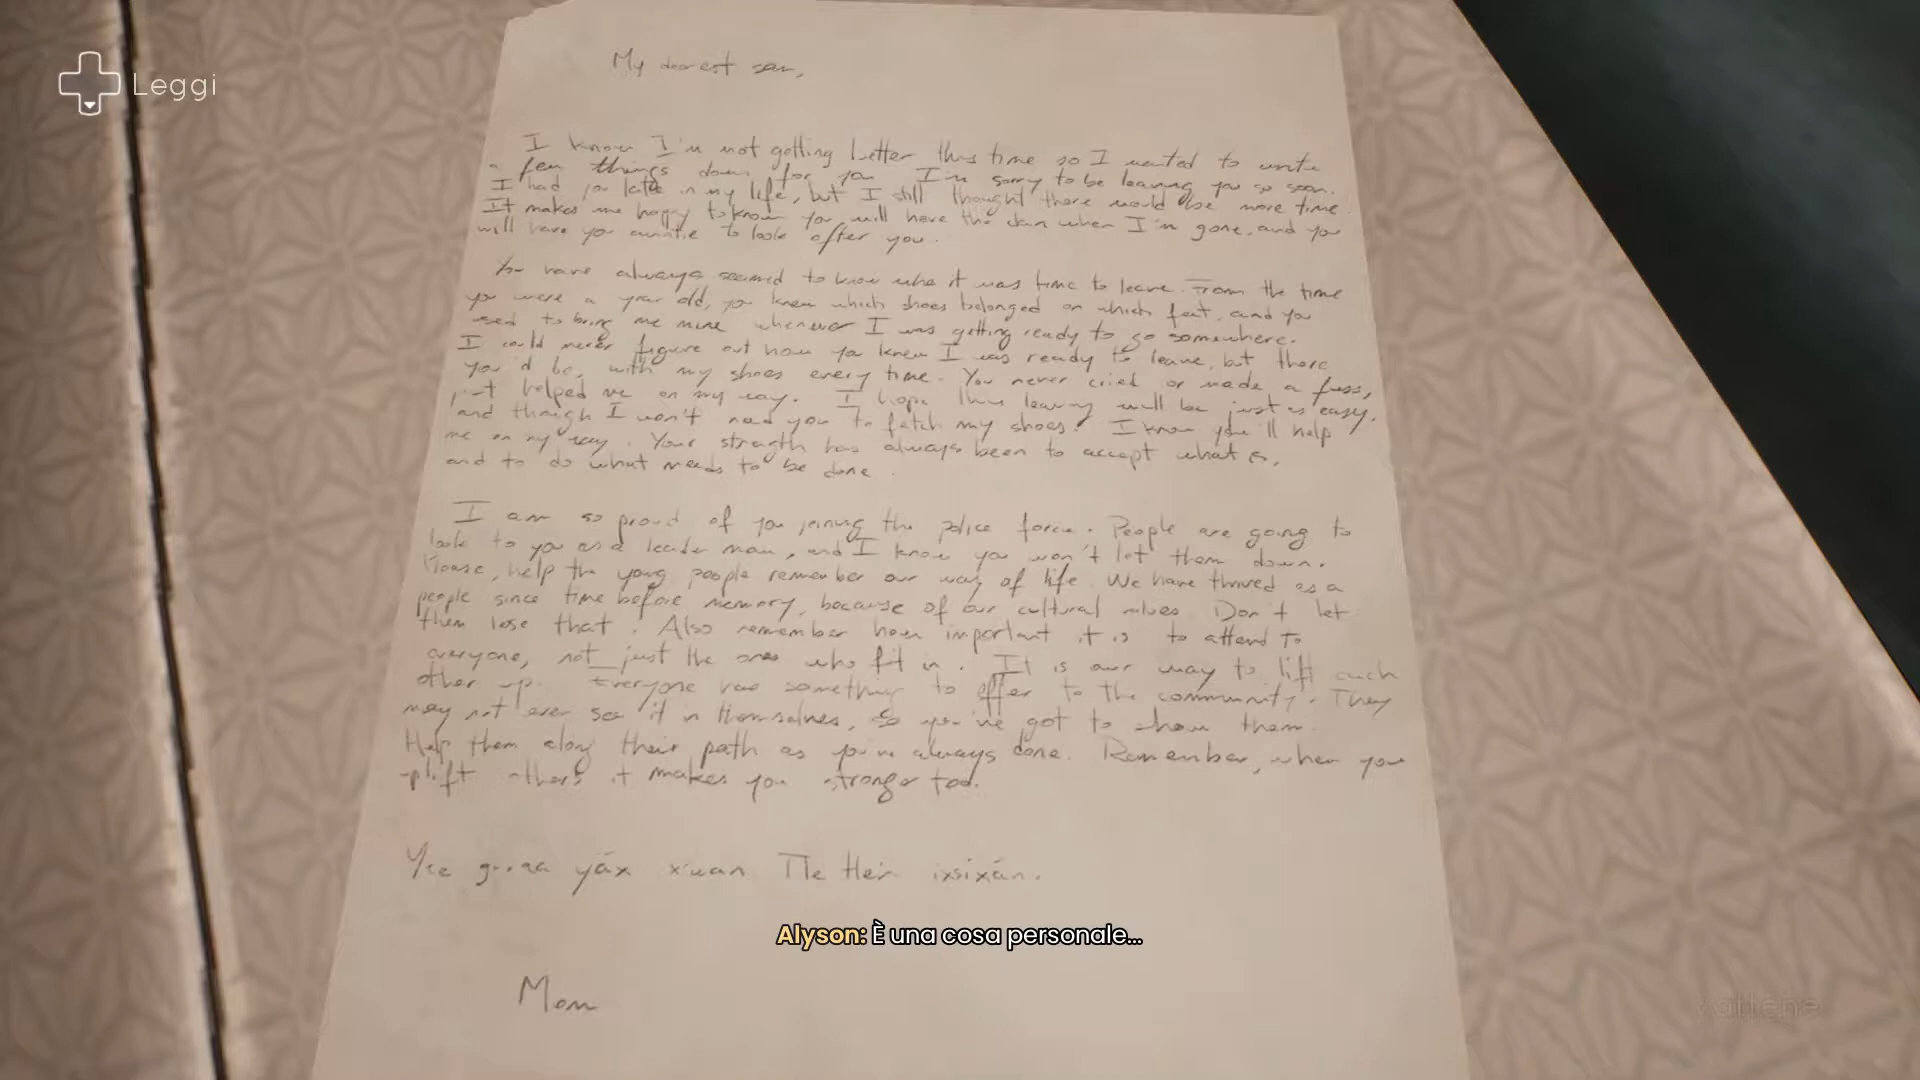 Leggi
My dearest son,
I know I'm not getting better this time so I wanted to write
a few things down for you. I'm sorry to be leaving you so soon.
I had you late in my life, but I still thought there would be more time.
It makes me happy to know you will have the clan when I'm gone, and you
will have you auntie to look after you.
You have always seemed to know when it was time to leave. From the time
you were a year old, you knew which shoes belonged on which feet, and you
used to bring me mine whenever I was getting ready to go somewhere.
I could never figure out how you knew I was ready to leave, but there
you'd be, with my shoes every time. You never cried or made a fuss,
just helped me on my way. I hope this leaving will be just as easy,
and though I won't need you to fetch my shoes. I know you'll help
me on my way. Your strength has always been to accept what is,
and to do what needs to be done.
I am so proud of you joining the police force. People are going to
look to you as a leader now, and I know you won't let them down.
Please, help the young people remember our way of life. We have thrived as a
people since time before memory, because of our cultural values. Don't let
them lose that. Also remember how important it is to attend to
everyone, not just the ones who fit in. It is our way to lift each
other up. Everyone has something to offer to the community. They
may not ever see it in themselves, so you've got to show them.
Help them along their path as you've always done. Remember, when you
uplift others it makes you stronger too.
yáx x'wan Tle ixsixán.
Alyson: È una cosa personale...
Mom